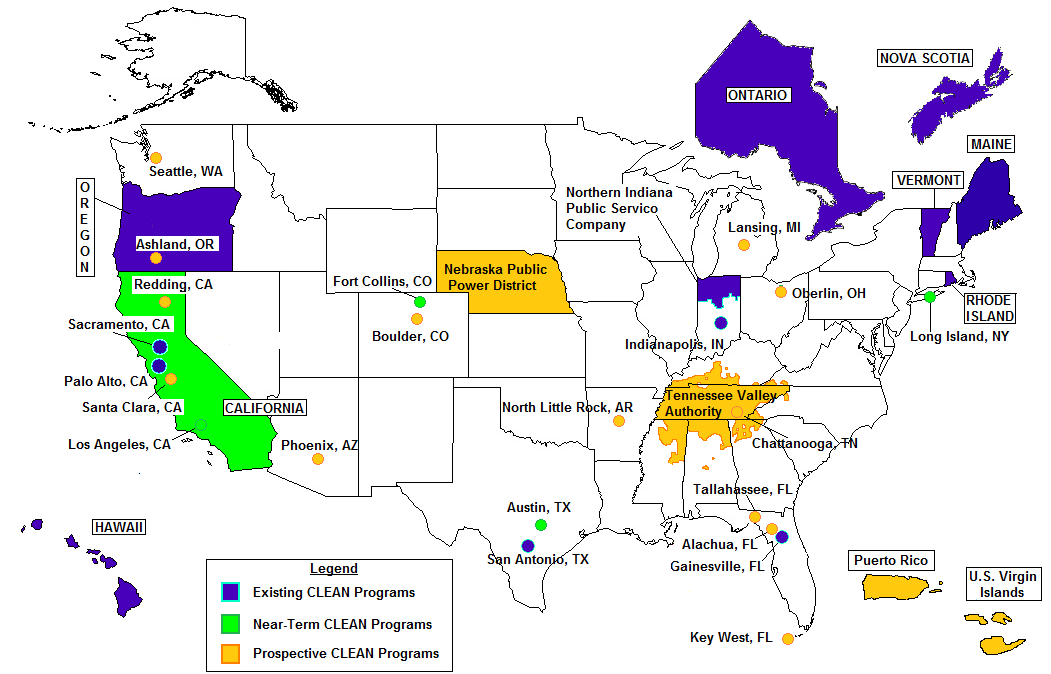 NOVA SCOTIA
ONTARIO
MAINE
Seattle, WA
VERMONT
O
R
E
G
O
N
Northern Indiana
Public Servico
Company
Lansing, MI
Ashland, OR
Nebraska Public
Power District
Fort Collins, CO
Redding, CA
Oberlin, OH
RHODE
ISLAND
Sacramento, CA
Boulder, CO
Indianapolis, IN
Long Island, NY
Palo Alto, CA
Santa Clara, CA
CALIFORNIA
North Little Rock, AR
Tennessee Valley
Authority
Los Angeles, CA
Phoenix, AZ
Chattanooga, TN
Tallahassee, FL
Austin, TX
HAWAII
Alachua, FL
San Antonio, TX
Gainesville, FL
Puerto Rico
U.S. Virgin
Islands
Legend
Existing CLEAN Programs
Near-Term CLEAN Programs
Prospective CLEAN Programs
Key West, FL